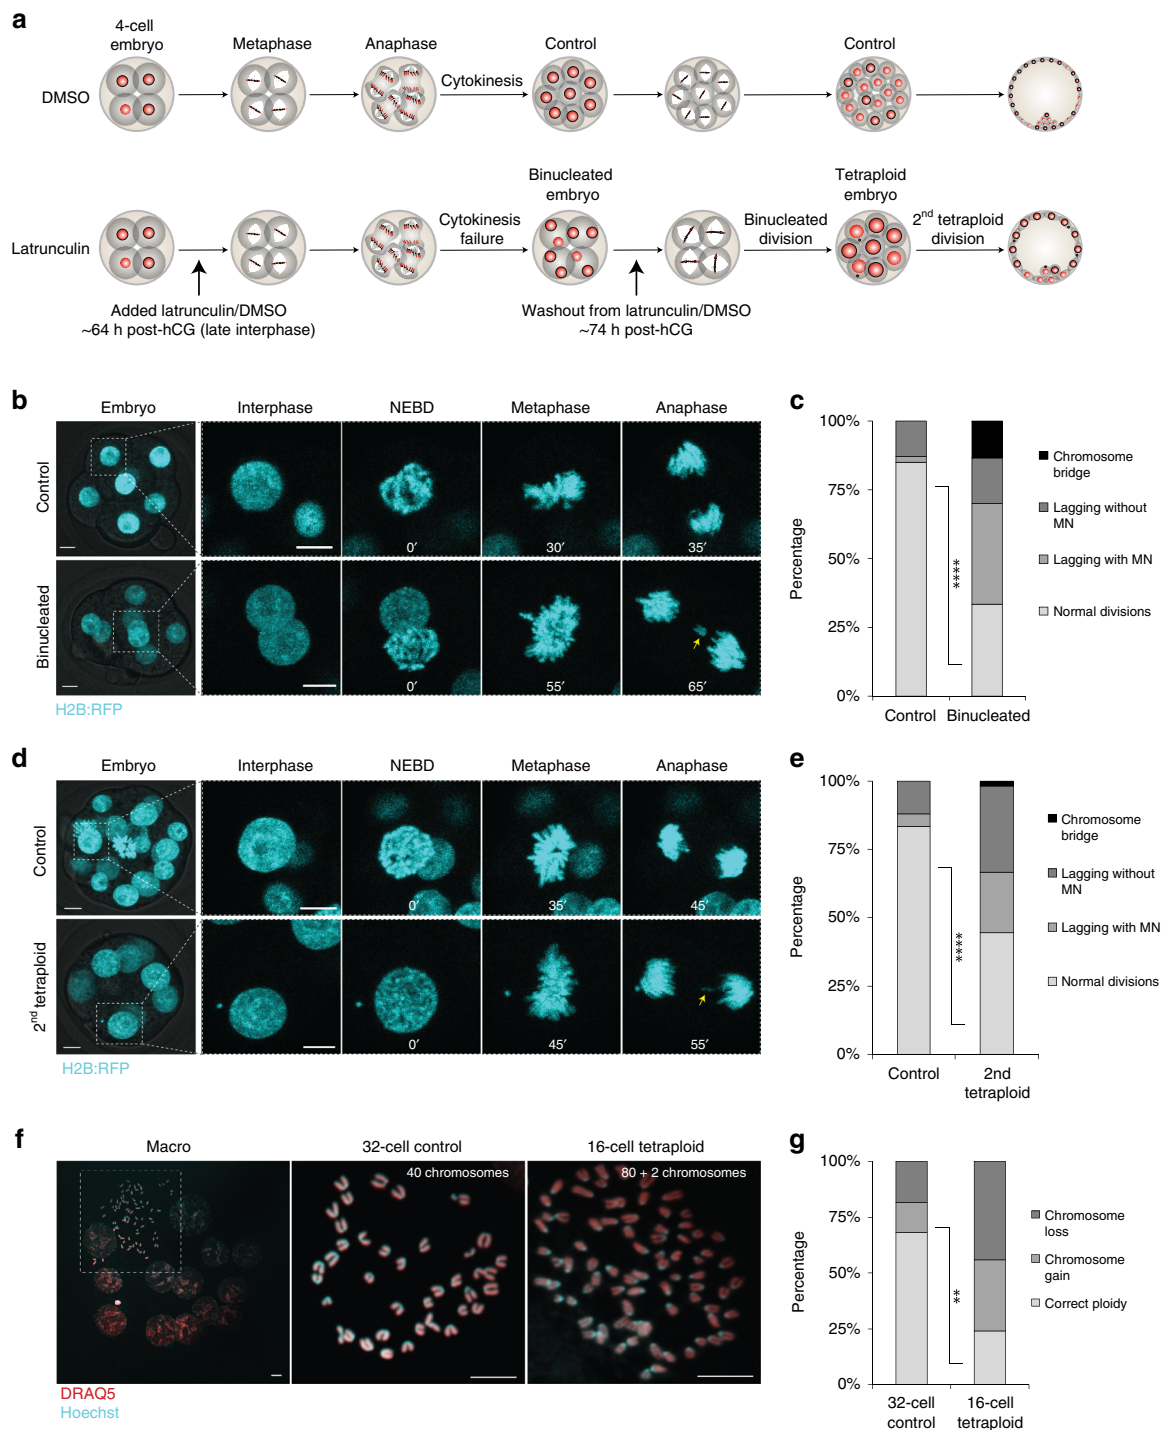 a
4-cell
embryo
Metaphase
Anaphase
Control
Control
DMSO
Cytokinesis
Binucleated
embryo
Tetraploid
embryo
Latrunculin
Cytokinesis
failure
Binucleated
division
2nd tetraploid
division
Added latrunculin/DMSO
~64 h post-hCG (late interphase)
Washout from latrunculin/DMSO
~74 h post-hCG
b
Embryo
Interphase
NEBD
Metaphase
Anaphase
Control
0′
30′
35′
Binucleated
0′
55′
65′
H2B:RFP
c
100%
75%
50%
25%
0%
Percentage
****
Control
Binucleated
Chromosome
bridge
Lagging without
MN
Lagging with MN
Normal divisions
d
Embryo
Interphase
NEBD
Metaphase
Anaphase
Control
0′
35′
45′
2nd tetraploid
0′
45′
55′
H2B:RFP
e
100%
75%
50%
25%
0%
Percentage
****
Control
2nd
tetraploid
Chromosome
bridge
Lagging without
MN
Lagging with MN
Normal divisions
f
Macro
32-cell control
16-cell tetraploid
40 chromosomes
80 + 2 chromosomes
DRAQ5
Hoechst
g
100%
75%
50%
25%
0%
Percentage
**
32-cell
control
16-cell
tetraploid
Chromosome
loss
Chromosome
gain
Correct ploidy